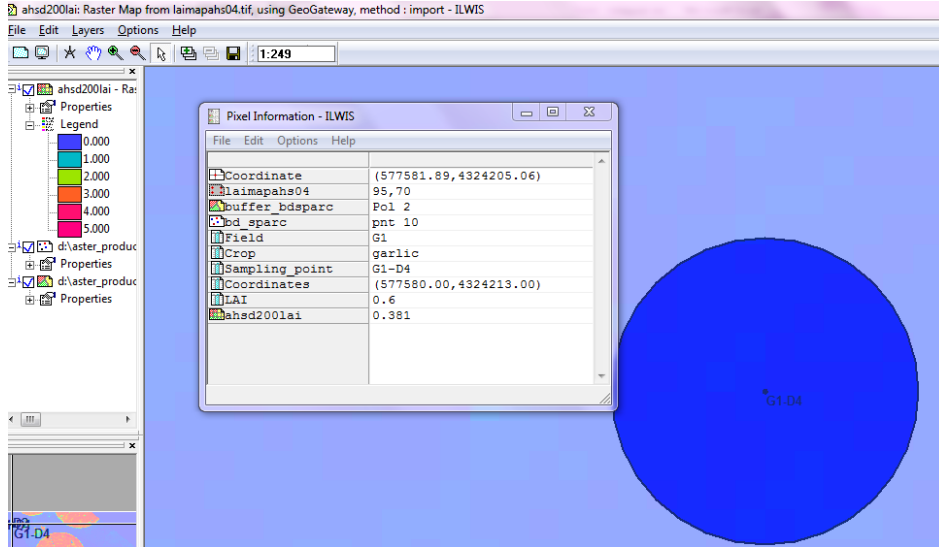 ahsd200lai: Raster Map from laimapahs04.tif, using GeoGateway, method : import - ILWIS
File Edit Layers Options Help
1:249
ahsd200lai - Ras
Properties
Legend
0.000
1.000
2.000
3.000
4.000
5.000
d:\aster_produc
Properties
d:\aster_produc
Properties
Pixel Information - ILWIS
File Edit Options Help
Coordinate (577581.89,4324205.06)
laimapahs04 95,70
buffer_bdsparc Pol 2
bd_sparc pnt 10
Field G1
Crop garlic
Sampling_point G1-D4
Coordinates (577580.00,4324213.00)
LAI 0.6
ahsd200lai 0.381
G1-D4
G1-D4